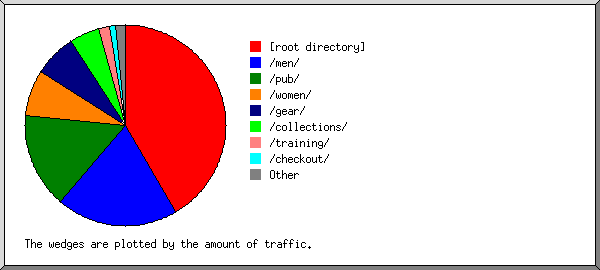 [root directory]
/men/
/pub/
/women/
/gear/
/collections/
/training/
/checkout/
Other
The wedges are plotted by the amount of traffic.